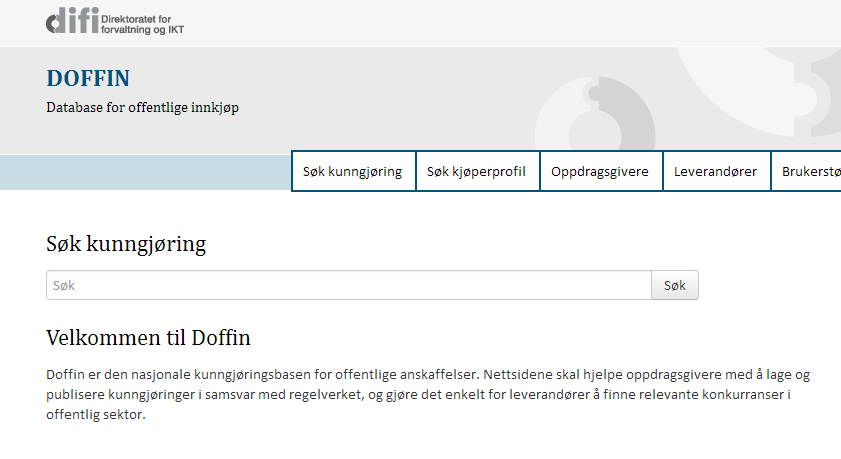 difi Direktoratet for
forvaltning og IKT
DOFFIN
Database for offentlige innkjøp
Søk kunngjøring
Søk kjøperprofil
Oppdragsgivere
Leverandører
Brukerstø
Søk kunngjøring
Søk
Søk
Velkommen til Doffin
Doffin er den nasjonale kunngjøringsbasen for offentlige anskaffelser. Nettsidene skal hjelpe oppdragsgivere med å lage og
publisere kunngjøringer i samsvar med regelverket, og gjøre det enkelt for leverandører å finne relevante konkurranser i
offentlig sektor.